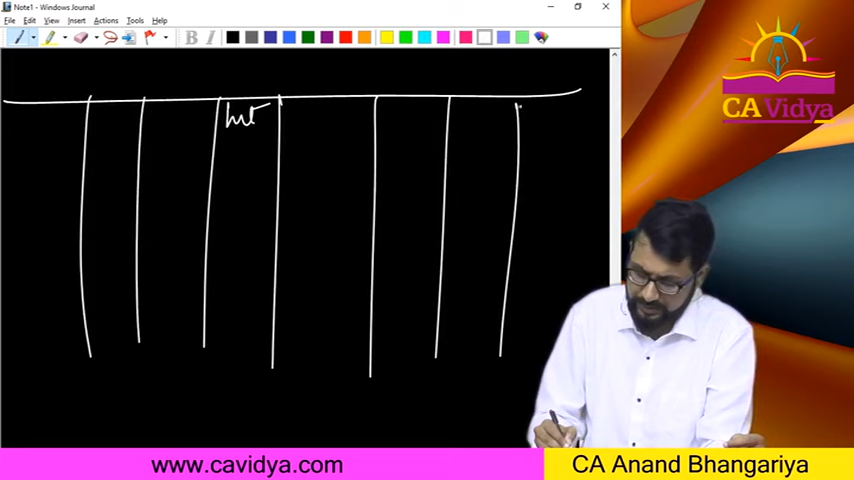 Note1 - Windows Journal
File Edit View Insert Actions Tools Help
B I
Int
CA Vidya
www.cavidya.com
CA Anand Bhangariya